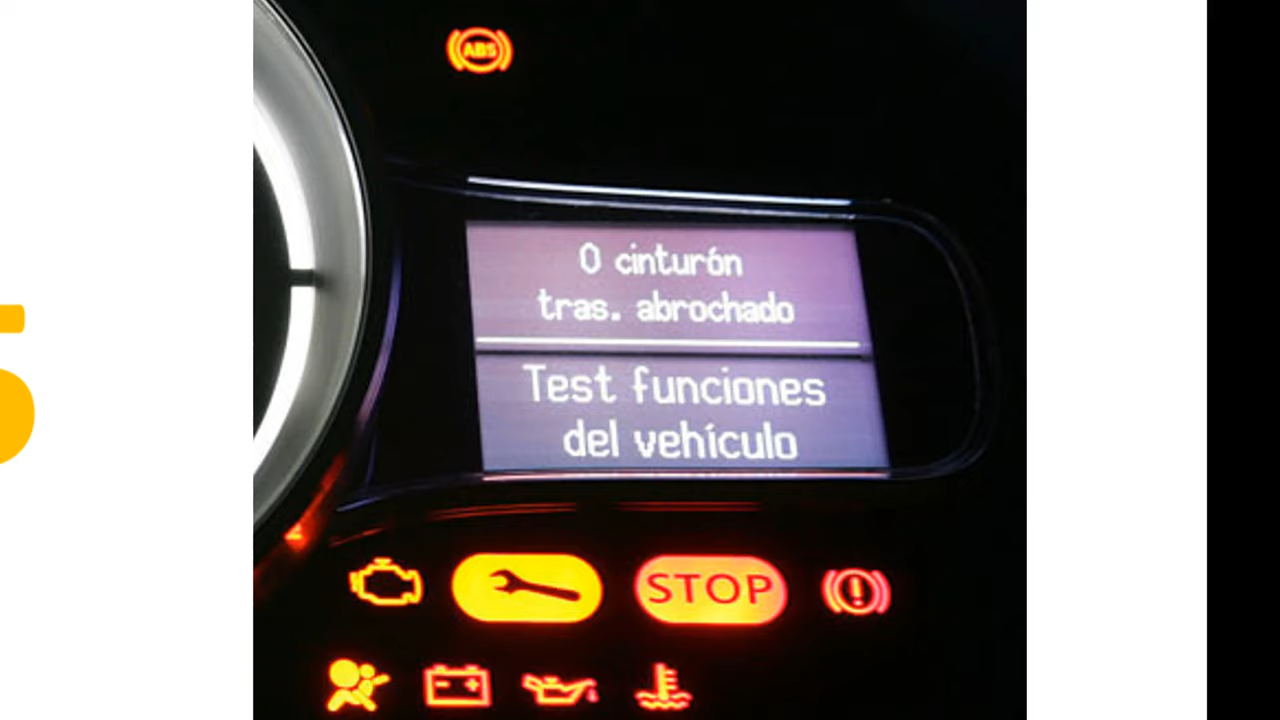 ABS
0 cinturón
tras. abrochado
Test funciones
del vehículo
STOP